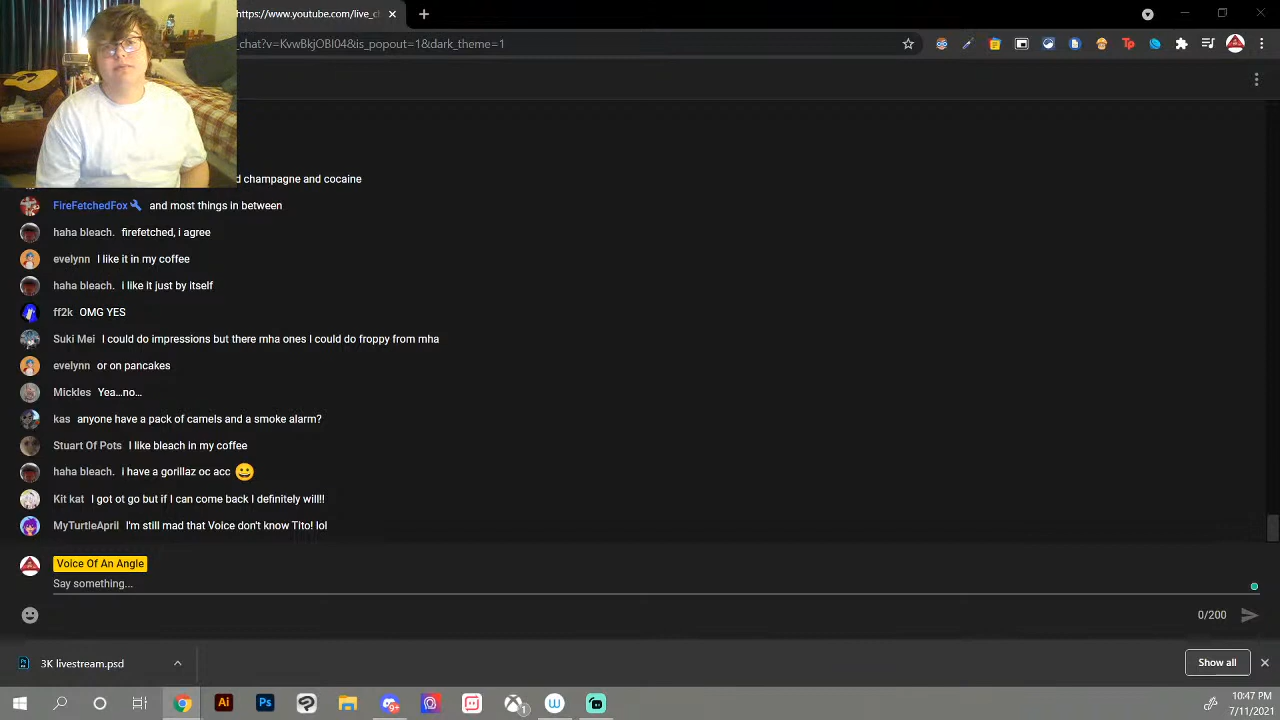 https://www.youtube.com/live_cl
_chat?v=KvwBkjOBI04&is_popout=1&dark_theme=1
d champagne and cocaine
FireFetchedFox and most things in between
haha bleach. firefetched, i agree
evelynn I like it in my coffee
haha bleach. i like it just by itself
ff2k OMG YES
Suki Mei I could do impressions but there mha ones I could do froppy from mha
evelynn or on pancakes
Mickles Yea...no...
kas anyone have a pack of camels and a smoke alarm?
Stuart Of Pots I like bleach in my coffee
haha bleach. i have a gorillaz oc acc 😀
Kit kat I got ot go but if I can come back I definitely will!!
MyTurtleApril I'm still mad that Voice don't know Tito! lol
Voice Of An Angle
Say something...
0/200
3K livestream.psd
Show all
Ai
Ps
10:47 PM
7/11/2021